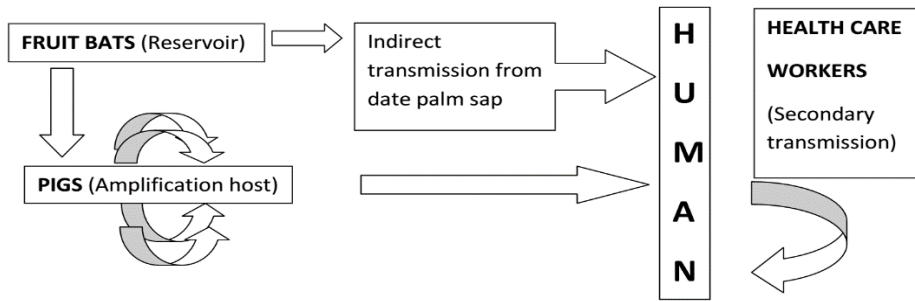 FRUIT BATS (Reservoir)
Indirect
transmission from
date palm sap
PIGS (Amplification host)
H
U
M
A
N
HEALTH CARE
WORKERS
(Secondary
transmission)